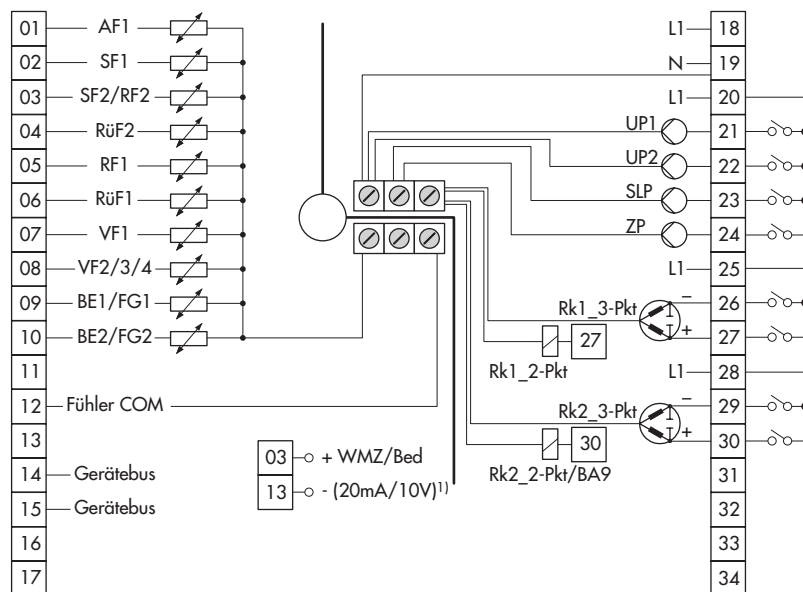 01 AF1
02 SF1
03 SF2/RF2
04 RüF2
05 RF1
06 RüF1
07 VF1
08 VF2/3/4
09 BE1/FG1
10 BE2/FG2
11
12 Fühler COM
13
14 Gerätebus
15 Gerätebus
16
17
03 + WMZ/Bed
13 - (20mA/10V)1)
L1 18
N 19
L1 20
UP1 21
UP2 22
SLP 23
ZP 24
L1 25
Rk1_3-Pkt − 26
+ 27
27
Rk1_2-Pkt
L1 28
Rk2_3-Pkt − 29
+ 30
30
Rk2_2-Pkt/BA9
31
32
33
34